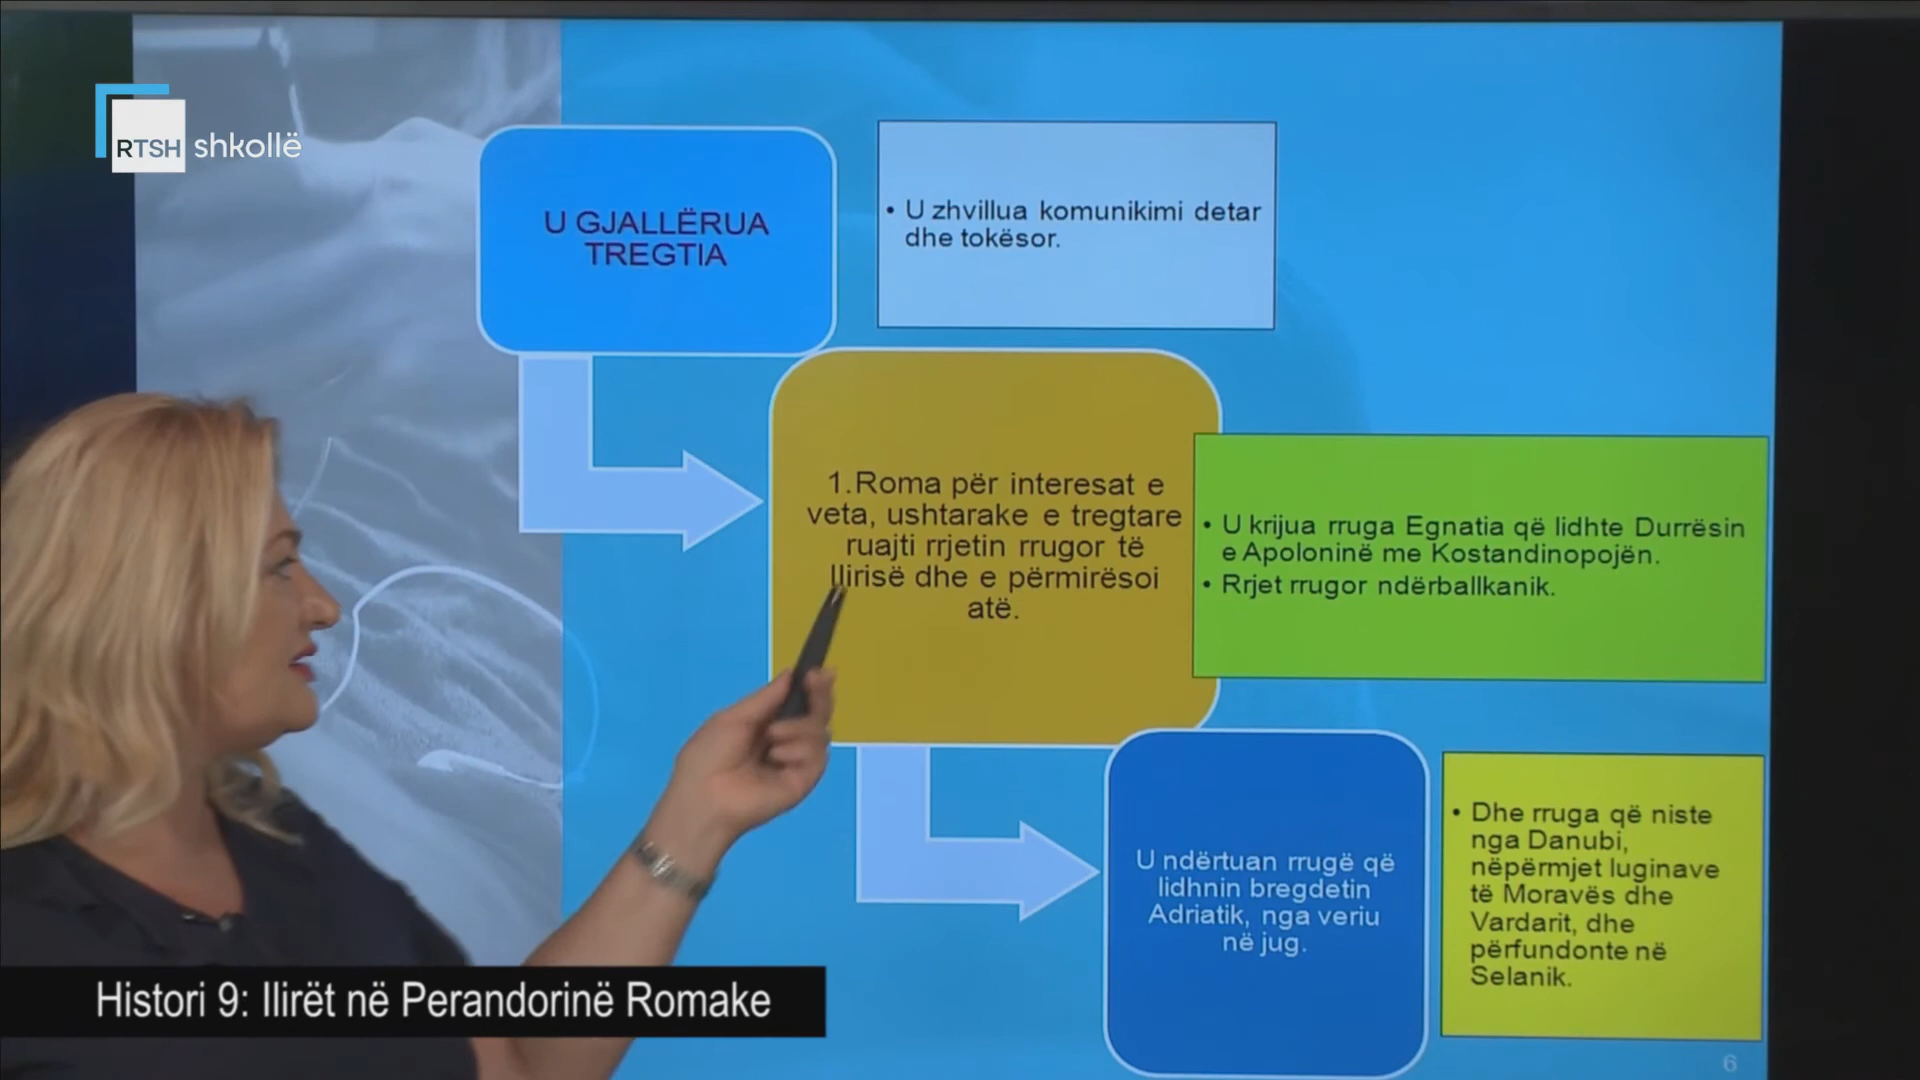 RTSH shkollë
U GJALLËRUA
TREGTIA
• U zhvillua komunikimi detar
dhe tokësor.
1.Roma për interesat e
veta, ushtarake e tregtare
ruajti rrjetin rrugor të
Ilirisë dhe e përmirësoi
atë.
• U krijua rruga Egnatia që lidhte Durrësin
e Apoloninë me Kostandinopojën.
• Rrjet rrugor ndërballkanik.
U ndërtuan rrugë që
lidhnin bregdetin
Adriatik, nga veriu
në jug.
• Dhe rruga që niste
nga Danubi,
nëpërmjet luginave
të Moravës dhe
Vardarit, dhe
përfundonte në
Selanik.
6
Histori 9: Ilirët në Perandorinë Romake